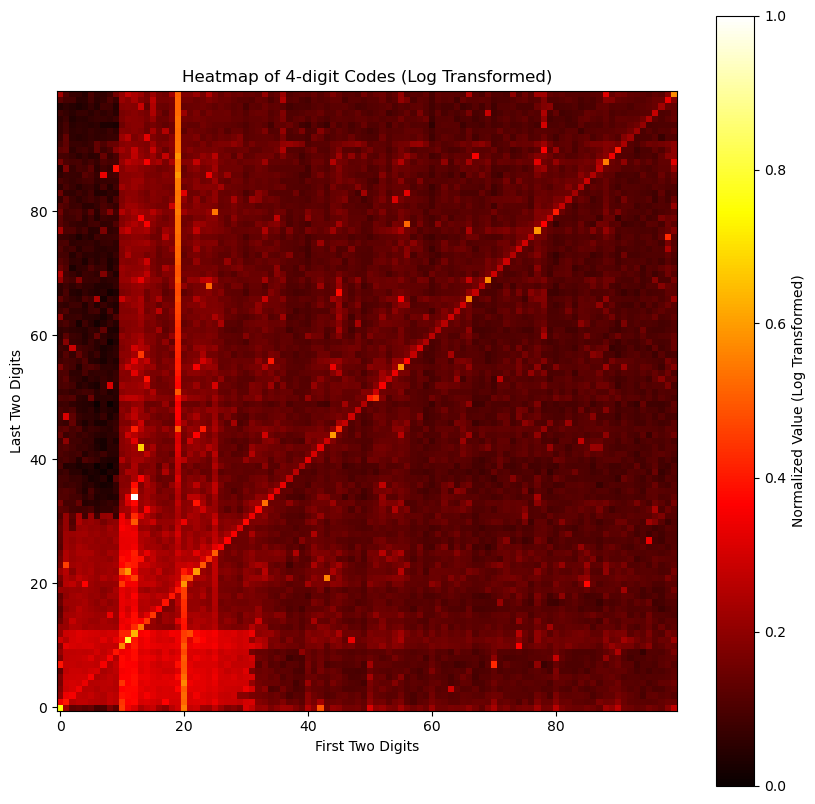 Heatmap of 4-digit Codes (Log Transformed)
1.0
0.8
0.6
0.4
0.2
0.0
Normalized Value (Log Transformed)
80
60
40
20
0
Last Two Digits
0 20 40 60 80
First Two Digits